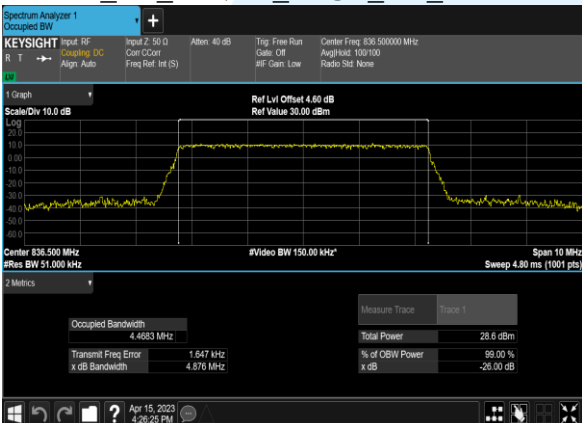 Spectrum Analyzer 1
Occupied BW
+
KEYSIGHT Input: RF Input Z: 50 Ω Atten: 40 dB Trig: Free Run Center Freq: 836.500000 MHz
R T Coupling: DC Corr CCorr Gate: Off Avg|Hold: 100/100
Align: Auto Freq Ref: Int (S) #IF Gain: Low Radio Std: None
LV
1 Graph
Ref Lvl Offset 4.60 dB
Scale/Div 10.0 dB Ref Value 30.00 dBm
Log
20.0
10.0
0.00
-10.0
-20.0
-30.0
-40.0
-50.0
-60.0
Center 836.500 MHz #Video BW 150.00 kHz* Span 10 MHz
#Res BW 51.000 kHz Sweep 4.80 ms (1001 pts)
2 Metrics
Measure Trace Trace 1
Occupied Bandwidth
4.4683 MHz Total Power 28.6 dBm
Transmit Freq Error 1.647 kHz % of OBW Power 99.00 %
x dB Bandwidth 4.876 MHz x dB -26.00 dB
? Apr 15, 2023
4:26:25 PM